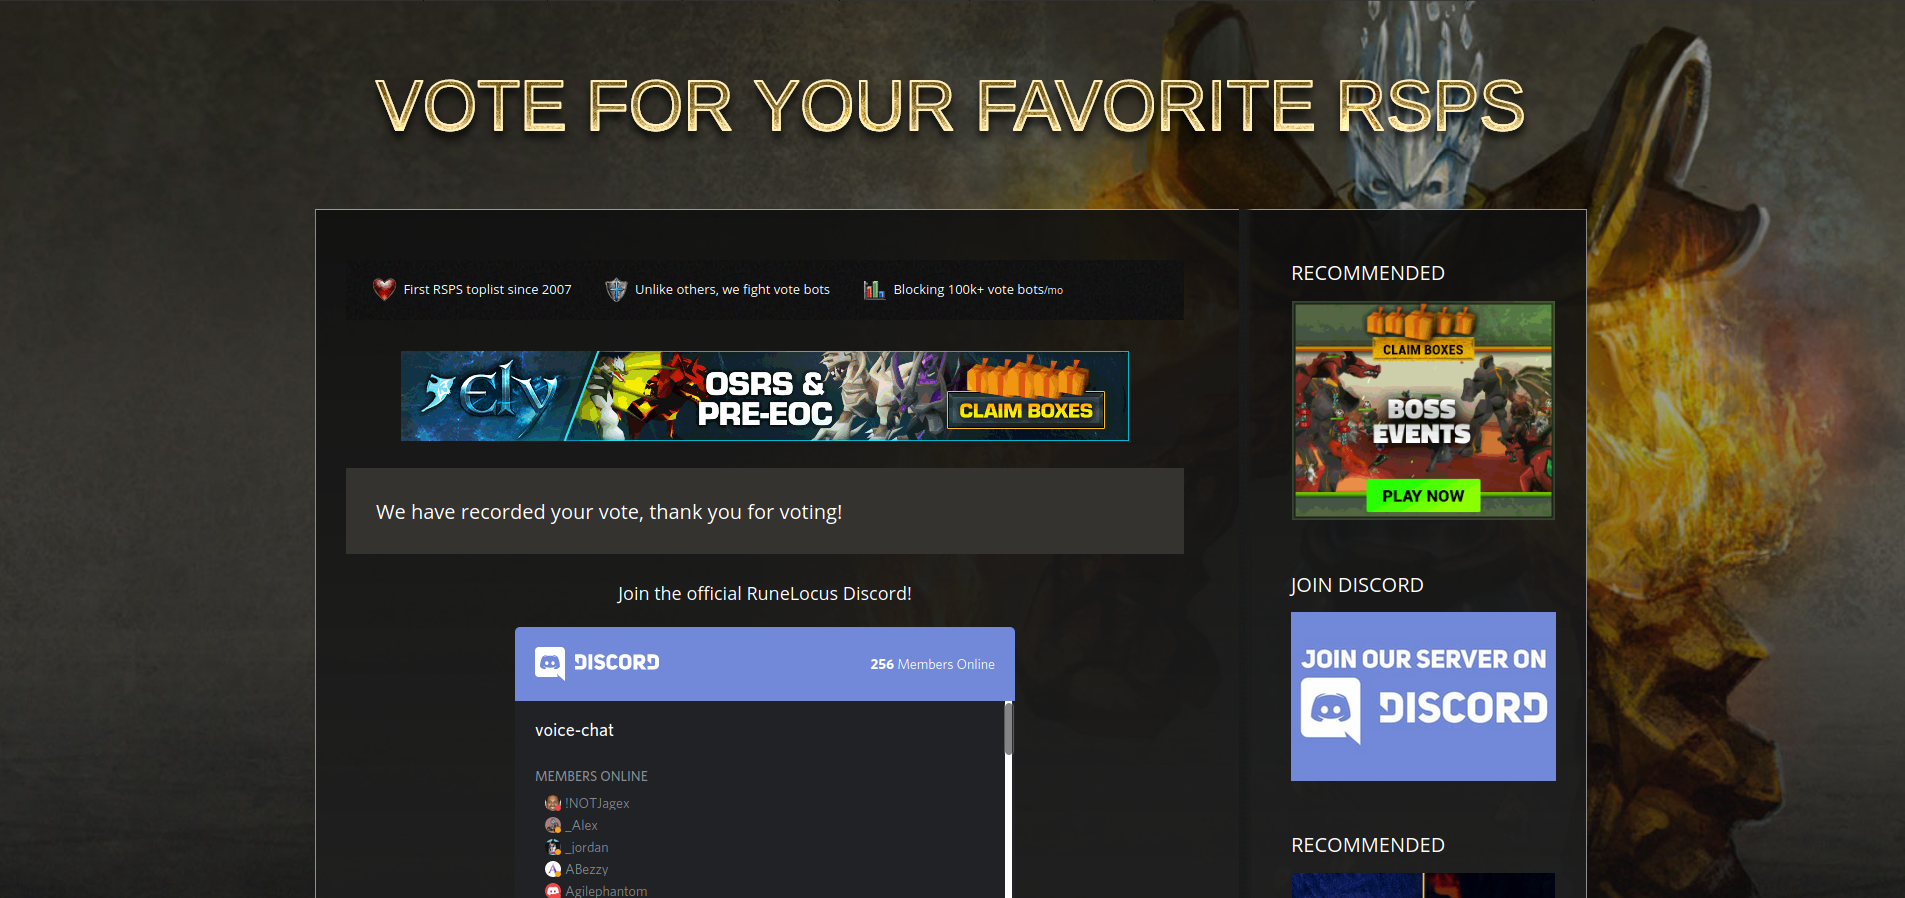 VOTE FOR YOUR FAVORITE RSPS
First RSPS toplist since 2007
Unlike others, we fight vote bots
Blocking 100k+ vote bots/mo
Elv
OSRS &
PRE-EOC
CLAIM BOXES
We have recorded your vote, thank you for voting!
Join the official RuneLocus Discord!
DISCORD
256 Members Online
voice-chat
MEMBERS ONLINE
!NOTJagex
_Alex
_jordan
ABezzy
Agilephantom
RECOMMENDED
CLAIM BOXES
BOSS
EVENTS
PLAY NOW
JOIN DISCORD
JOIN OUR SERVER ON
DISCORD
RECOMMENDED